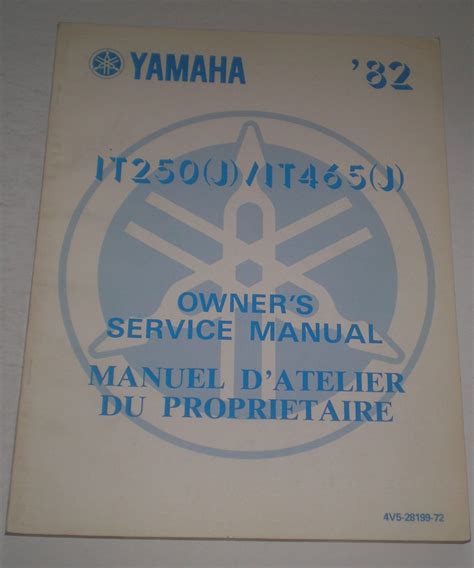 YAMAHA '82
IT250(J)/IT465(J)
OWNER'S
SERVICE MANUAL
MANUEL D'ATELIER
DU PROPRIETAIRE
4V5-28199-72